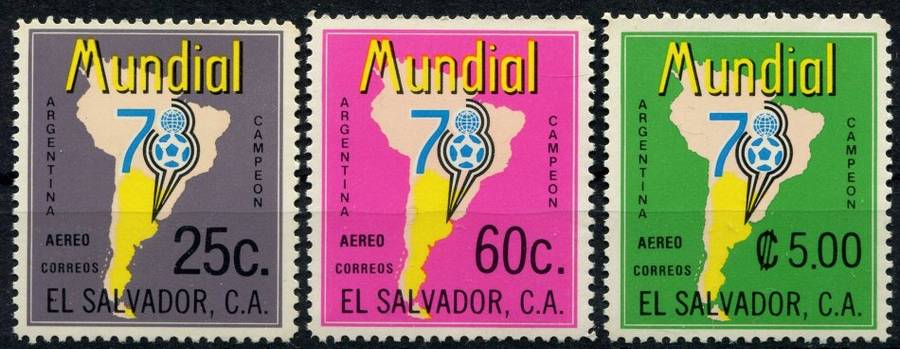 Mundial
78
ARGENTINA
CAMPEON
AEREO
CORREOS
25c.
EL SALVADOR, C.A.
Mundial
78
ARGENTINA
CAMPEON
AEREO
CORREOS
60c.
EL SALVADOR, C.A.
Mundial
78
ARGENTINA
CAMPEON
AEREO
CORREOS
₡5.00
EL SALVADOR, C.A.